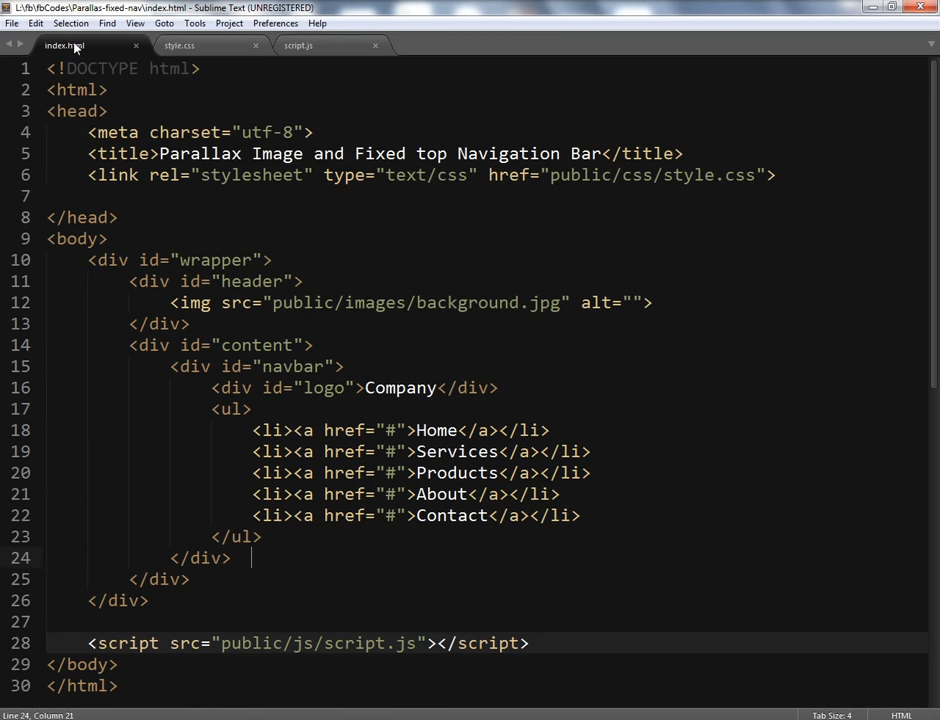 L:\fb\fbCodes\Parallas-fixed-nav\index.html - Sublime Text (UNREGISTERED)
File Edit Selection Find View Goto Tools Project Preferences Help
index.html × style.css × script.js ×
1 <!DOCTYPE html>
2 <html>
3 <head>
4 <meta charset="utf-8">
5 <title>Parallax Image and Fixed top Navigation Bar</title>
6 <link rel="stylesheet" type="text/css" href="public/css/style.css">
7
8 </head>
9 <body>
10 <div id="wrapper">
11 <div id="header">
12 <img src="public/images/background.jpg" alt="">
13 </div>
14 <div id="content">
15 <div id="navbar">
16 <div id="logo">Company</div>
17 <ul>
18 <li><a href="#">Home</a></li>
19 <li><a href="#">Services</a></li>
20 <li><a href="#">Products</a></li>
21 <li><a href="#">About</a></li>
22 <li><a href="#">Contact</a></li>
23 </ul>
24 </div>
25 </div>
26 </div>
27
28 <script src="public/js/script.js"></script>
29 </body>
30 </html>
Line 24, Column 21 Tab Size: 4 HTML